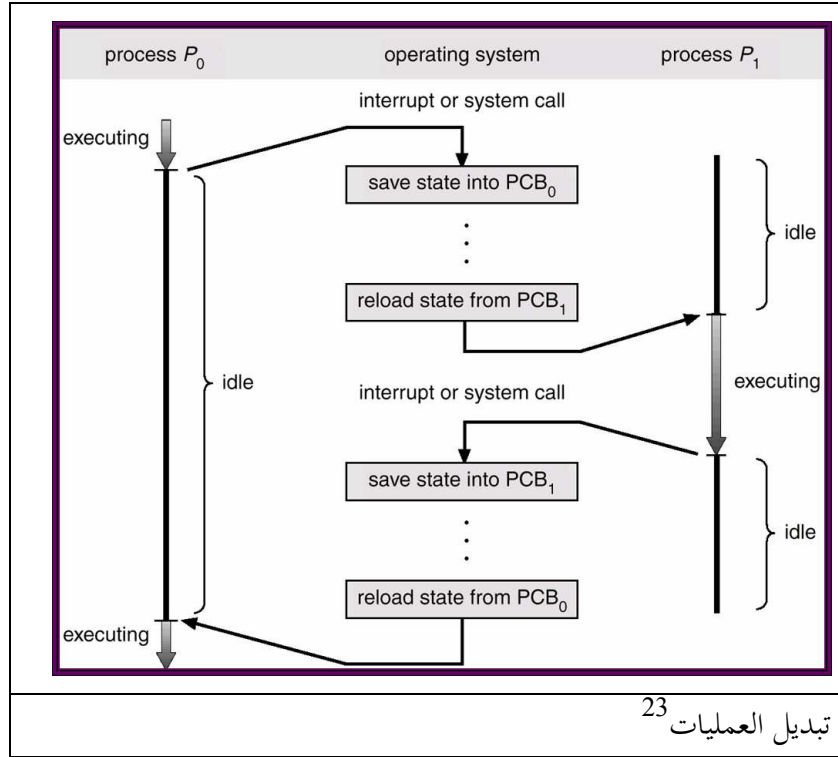 process P0 operating system process P1
interrupt or system call
executing
save state into PCB0
idle
reload state from PCB1
idle
executing
interrupt or system call
save state into PCB1
idle
reload state from PCB0
executing
تبديل العمليات23